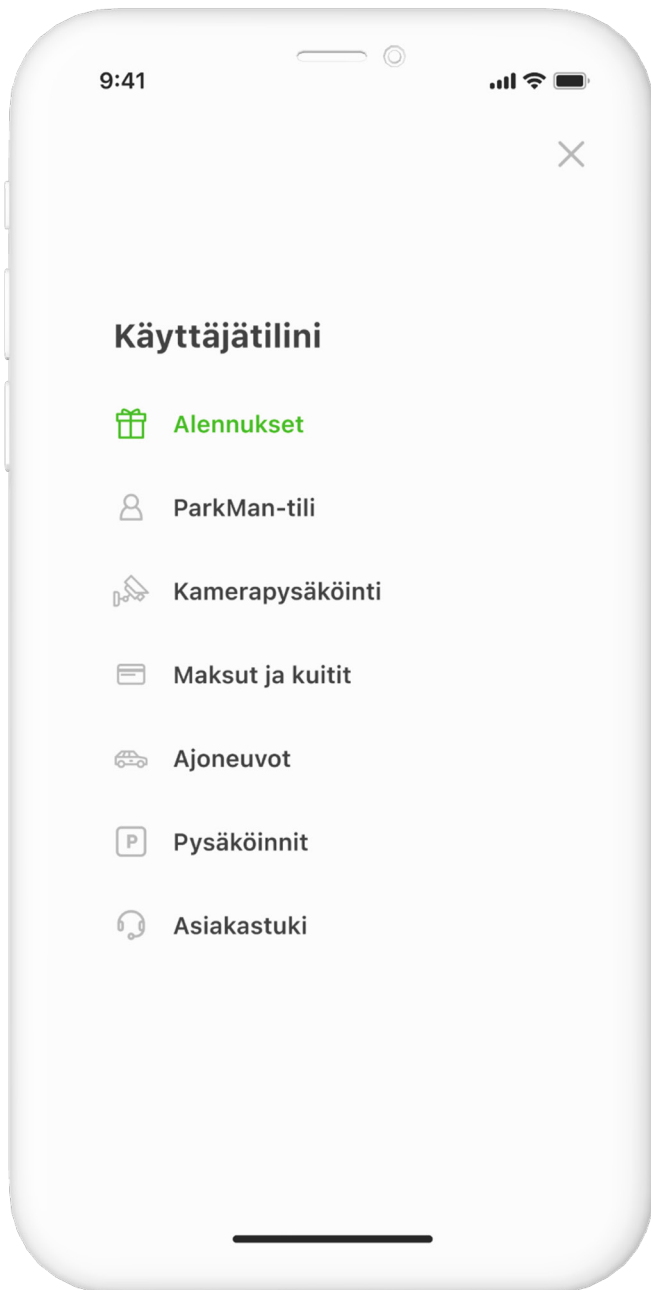 9:41
Käyttäjätilini
Alennukset
ParkMan-tili
Kamerapysäköinti
Maksut ja kuitit
Ajoneuvot
P Pysäköinnit
Asiakastuki